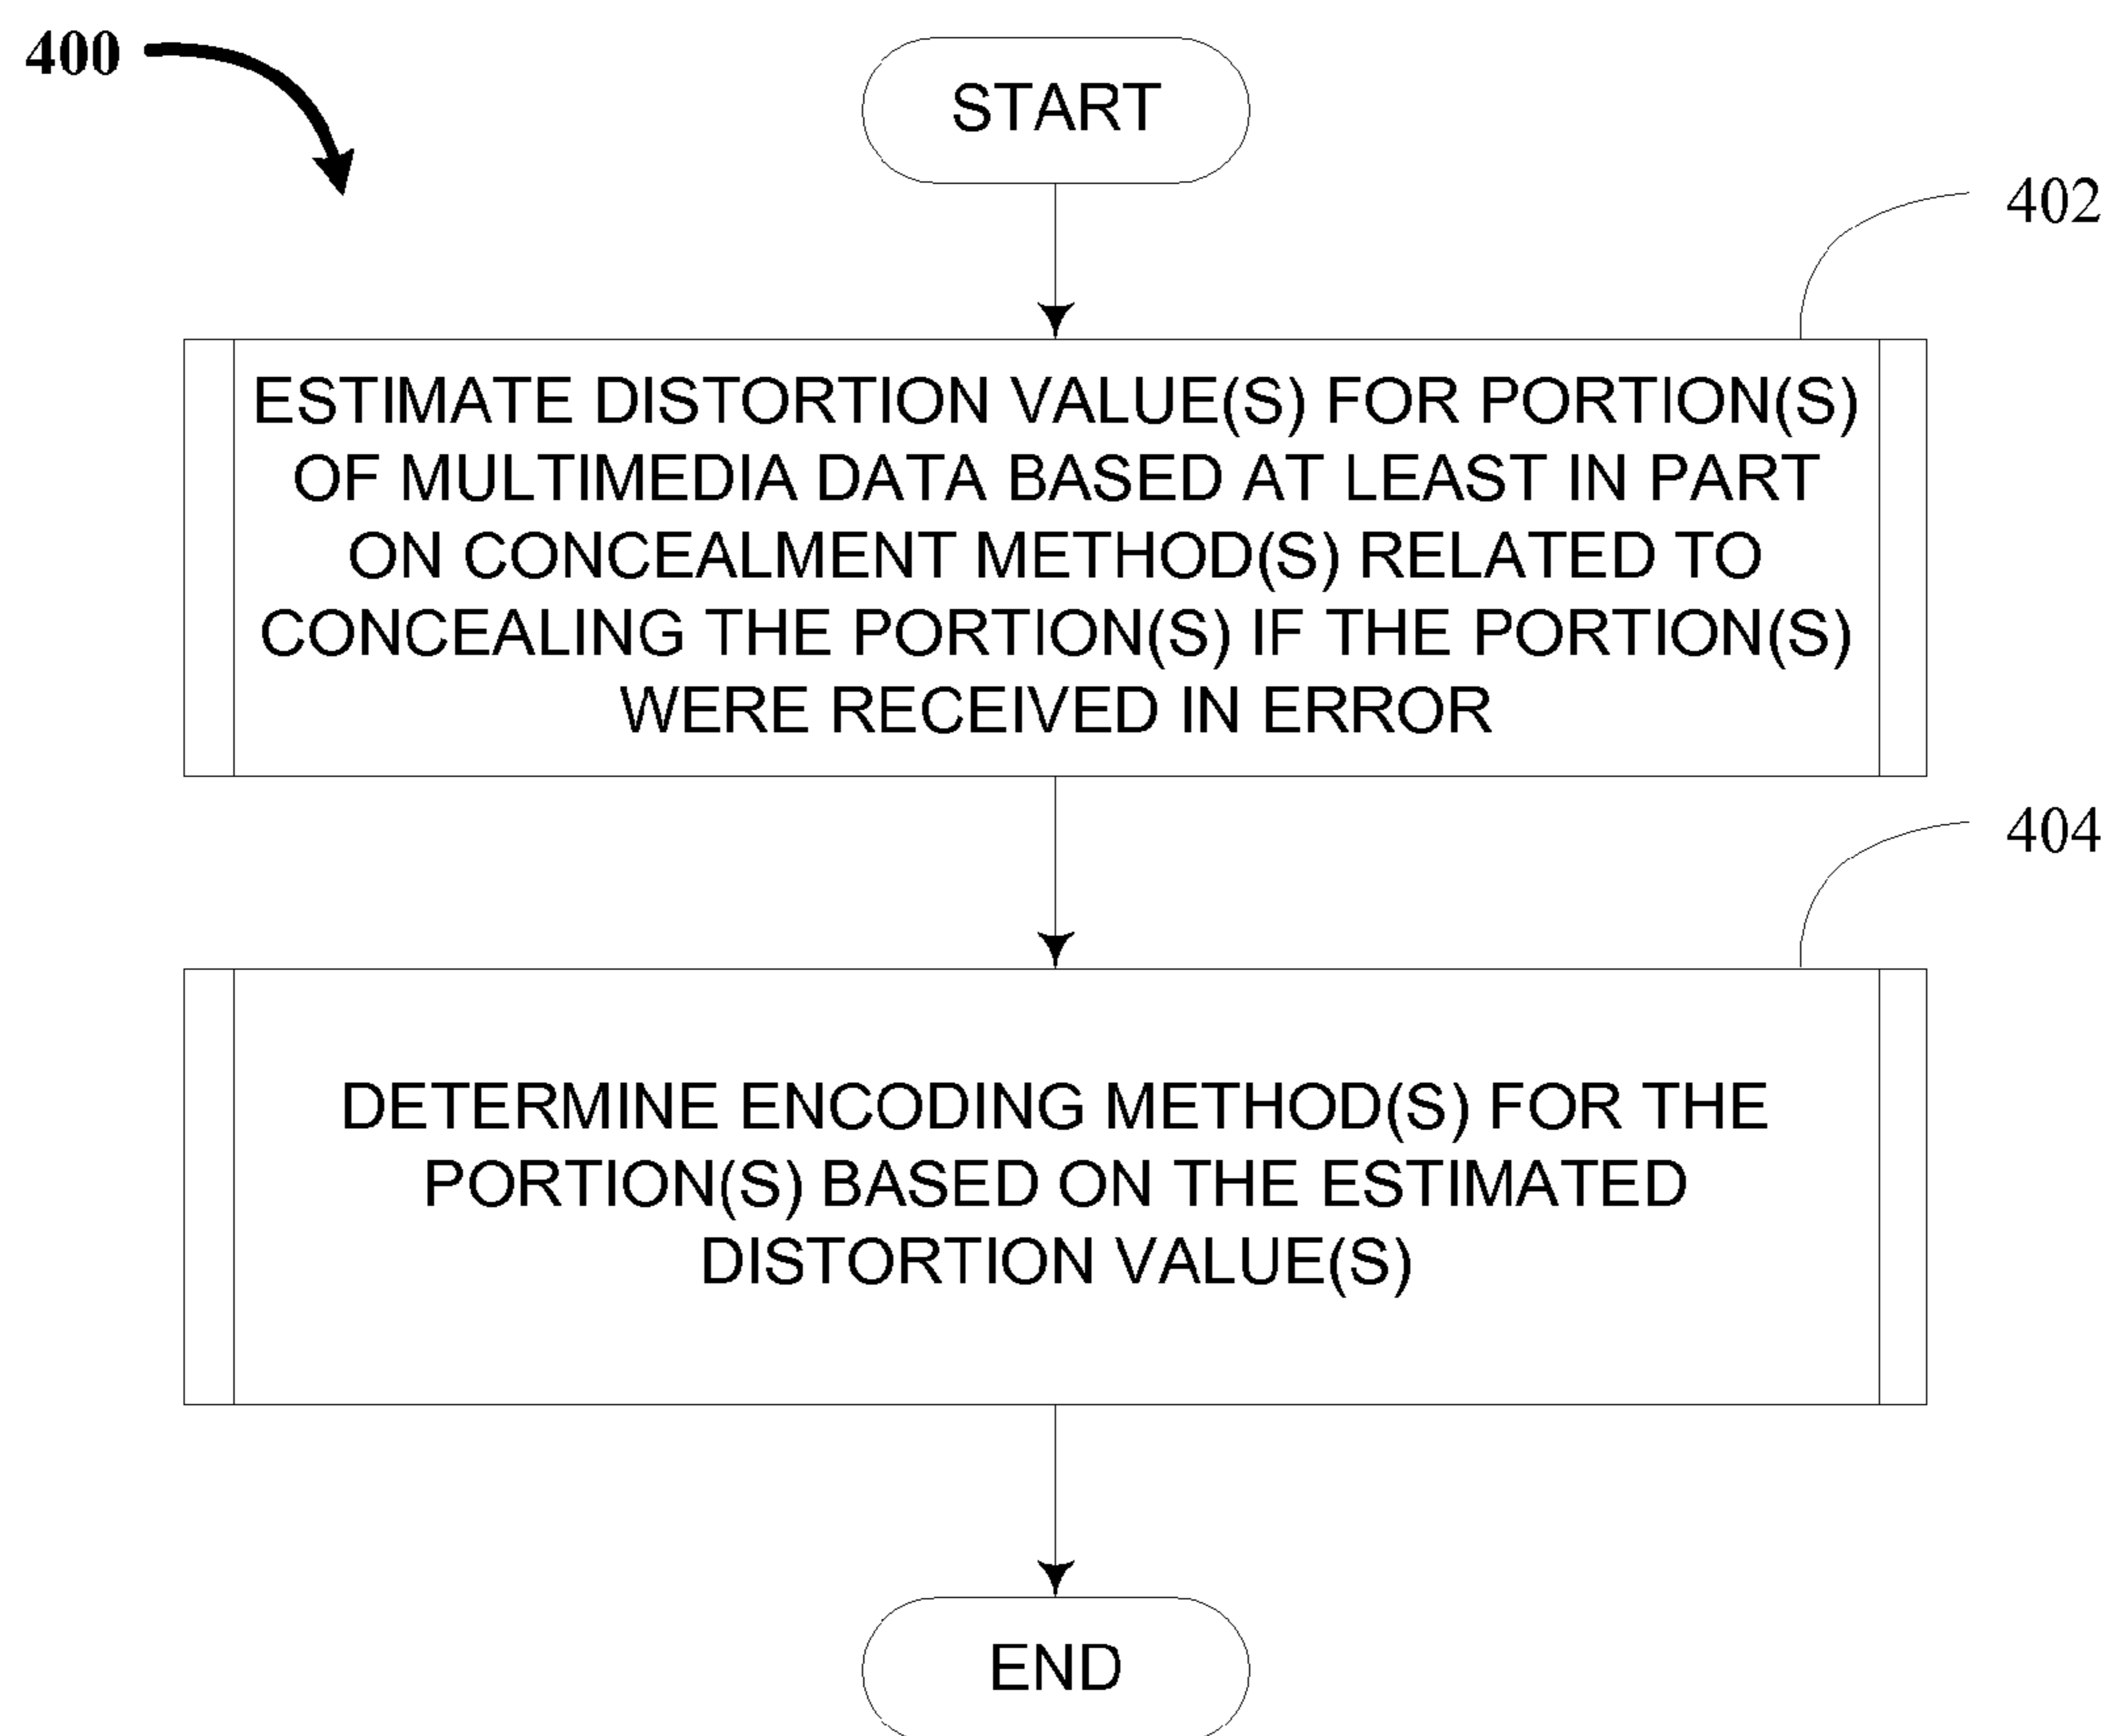 400
START
402
ESTIMATE DISTORTION VALUE(S) FOR PORTION(S)
OF MULTIMEDIA DATA BASED AT LEAST IN PART
ON CONCEALMENT METHOD(S) RELATED TO
CONCEALING THE PORTION(S) IF THE PORTION(S)
WERE RECEIVED IN ERROR
404
DETERMINE ENCODING METHOD(S) FOR THE
PORTION(S) BASED ON THE ESTIMATED
DISTORTION VALUE(S)
END